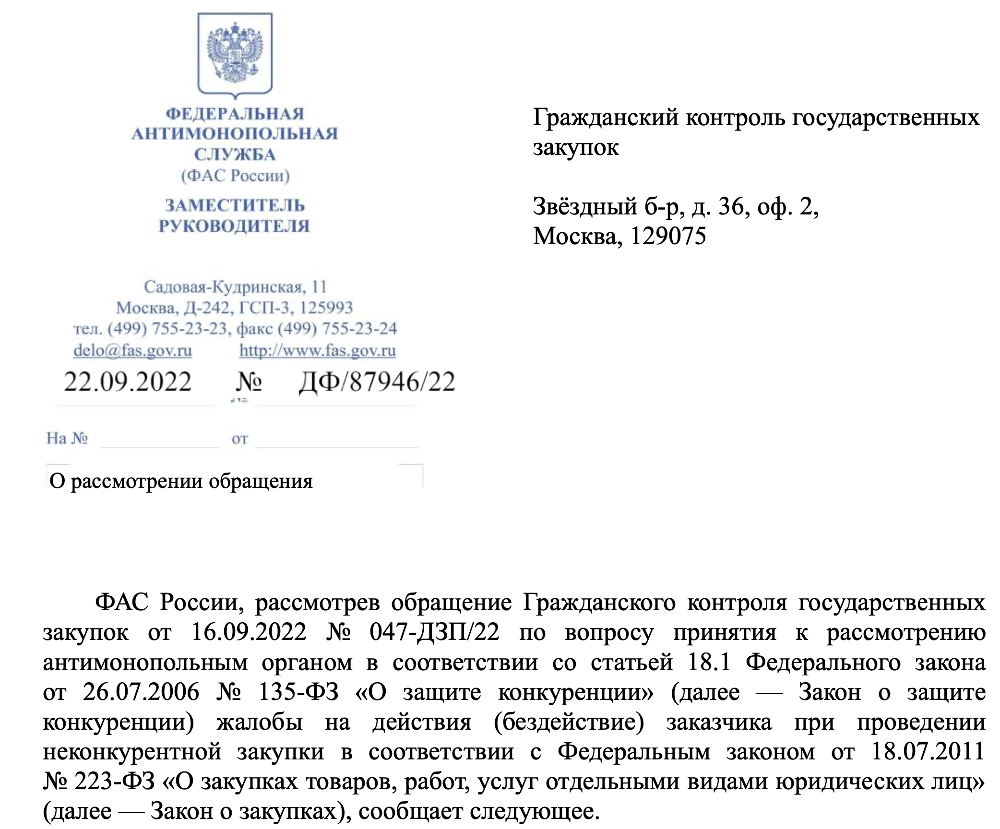 ФЕДЕРАЛЬНАЯ
АНТИМОНОПОЛЬНАЯ
СЛУЖБА
(ФАС России)
ЗАМЕСТИТЕЛЬ
РУКОВОДИТЕЛЯ
Садовая-Кудринская, 11
Москва, Д-242, ГСП-3, 125993
тел. (499) 755-23-23, факс (499) 755-23-24
delo@fas.gov.ru http://www.fas.gov.ru
22.09.2022 № ДФ/87946/22
№
На № от
О рассмотрении обращения
Гражданский контроль государственных
закупок
Звёздный б-р, д. 36, оф. 2,
Москва, 129075
ФАС России, рассмотрев обращение Гражданского контроля государственных
закупок от 16.09.2022 № 047-ДЗП/22 по вопросу принятия к рассмотрению
антимонопольным органом в соответствии со статьей 18.1 Федерального закона
от 26.07.2006 № 135-ФЗ «О защите конкуренции» (далее — Закон о защите
конкуренции) жалобы на действия (бездействие) заказчика при проведении
неконкурентной закупки в соответствии с Федеральным законом от 18.07.2011
№ 223-ФЗ «О закупках товаров, работ, услуг отдельными видами юридических лиц»
(далее — Закон о закупках), сообщает следующее.